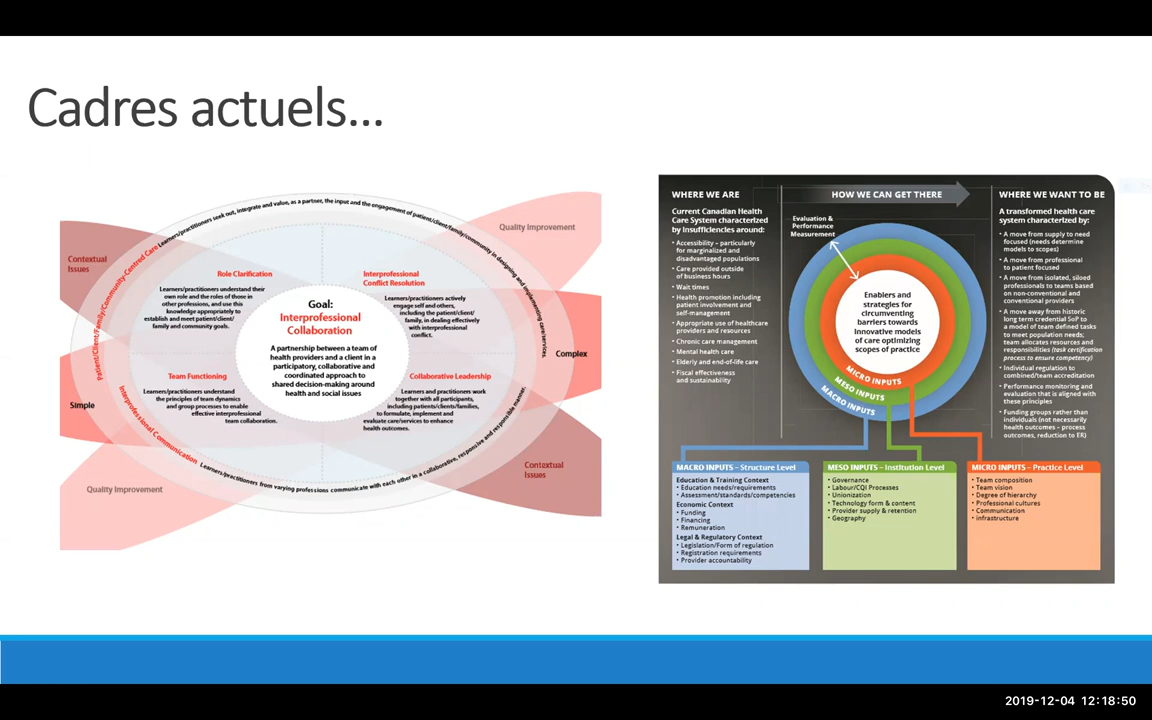 Cadres actuels...
Learners/practitioners seek out, integrate and value, as a partner, the input and the engagement of patient/client/family/community in designing and implementing care/services.
Patient/Client/Family/Community-Centred Care
Quality Improvement
Contextual
Issues
Role Clarification
Learners/practitioners understand their
own role and the roles of those in
other professions, and use this
knowledge appropriately to
establish and meet patient/client/
family and community goals.
Interprofessional
Conflict Resolution
Learners/practitioners actively
engage self and others,
including the patient/client/
family, in dealing effectively
with interprofessional
conflict.
Goal:
Interprofessional
Collaboration
A partnership between a team of
health providers and a client in a
participatory, collaborative and
coordinated approach to
shared decision-making around
health and social issues
Complex
Simple
Team Functioning
Learners/practitioners understand
the principles of team dynamics
and group processes to enable
effective interprofessional
team collaboration.
Collaborative Leadership
Learners and practitioners work
together with all participants,
including patients/clients/families,
to formulate, implement and
evaluate care/services to enhance
health outcomes.
Interprofessional Communication
Learners/practitioners from varying professions communicate with each other in a collaborative, responsive and responsible manner.
Contextual
Issues
Quality Improvement
WHERE WE ARE
Current Canadian Health
Care System characterized
by Insufficiencies around:
• Accessibility – particularly
for marginalized and
disadvantaged populations
• Care provided outside
of business hours
• Wait times
• Health promotion including
patient involvement and
self-management
• Appropriate use of healthcare
providers and resources
• Chronic care management
• Mental health care
• Elderly and end-of-life care
• Fiscal effectiveness
and sustainability
HOW WE CAN GET THERE
Evaluation &
Performance
Measurement
Enablers and
strategies for
circumventing
barriers towards
innovative models
of care optimizing
scopes of practice
MICRO INPUTS
MESO INPUTS
MACRO INPUTS
WHERE WE WANT TO BE
A transformed health care
system characterized by:
• A move from supply to need
focused (needs determine
models to scopes)
• A move from professional
to patient focused
• A move from isolated, siloed
professionals to teams based
on non-conventional and
conventional providers
• A move away from historic
long term credential SoP to
a model of team defined tasks
to meet population needs;
team allocates resources and
responsibilities (task certification
process to ensure competency)
• Individual regulation to
combined/team accreditation
• Performance monitoring and
evaluation that is aligned with
these principles
• Funding groups rather than
individuals (not necessarily
health outcomes – process
outcomes, reduction to ER)
MACRO INPUTS – Structure Level
Education & Training Context
• Education needs/requirements
• Assessment/standards/competencies
Economic Context
• Funding
• Financing
• Remuneration
Legal & Regulatory Context
• Legislation/Form of regulation
• Registration requirements
• Provider accountability
MESO INPUTS – Institution Level
• Governance
• Labour/CQI Processes
• Unionization
• Technology form & content
• Provider supply & retention
• Geography
MICRO INPUTS – Practice Level
• Team composition
• Team vision
• Degree of hierarchy
• Professional cultures
• Communication
• Infrastructure
2019-12-04 12:18:50